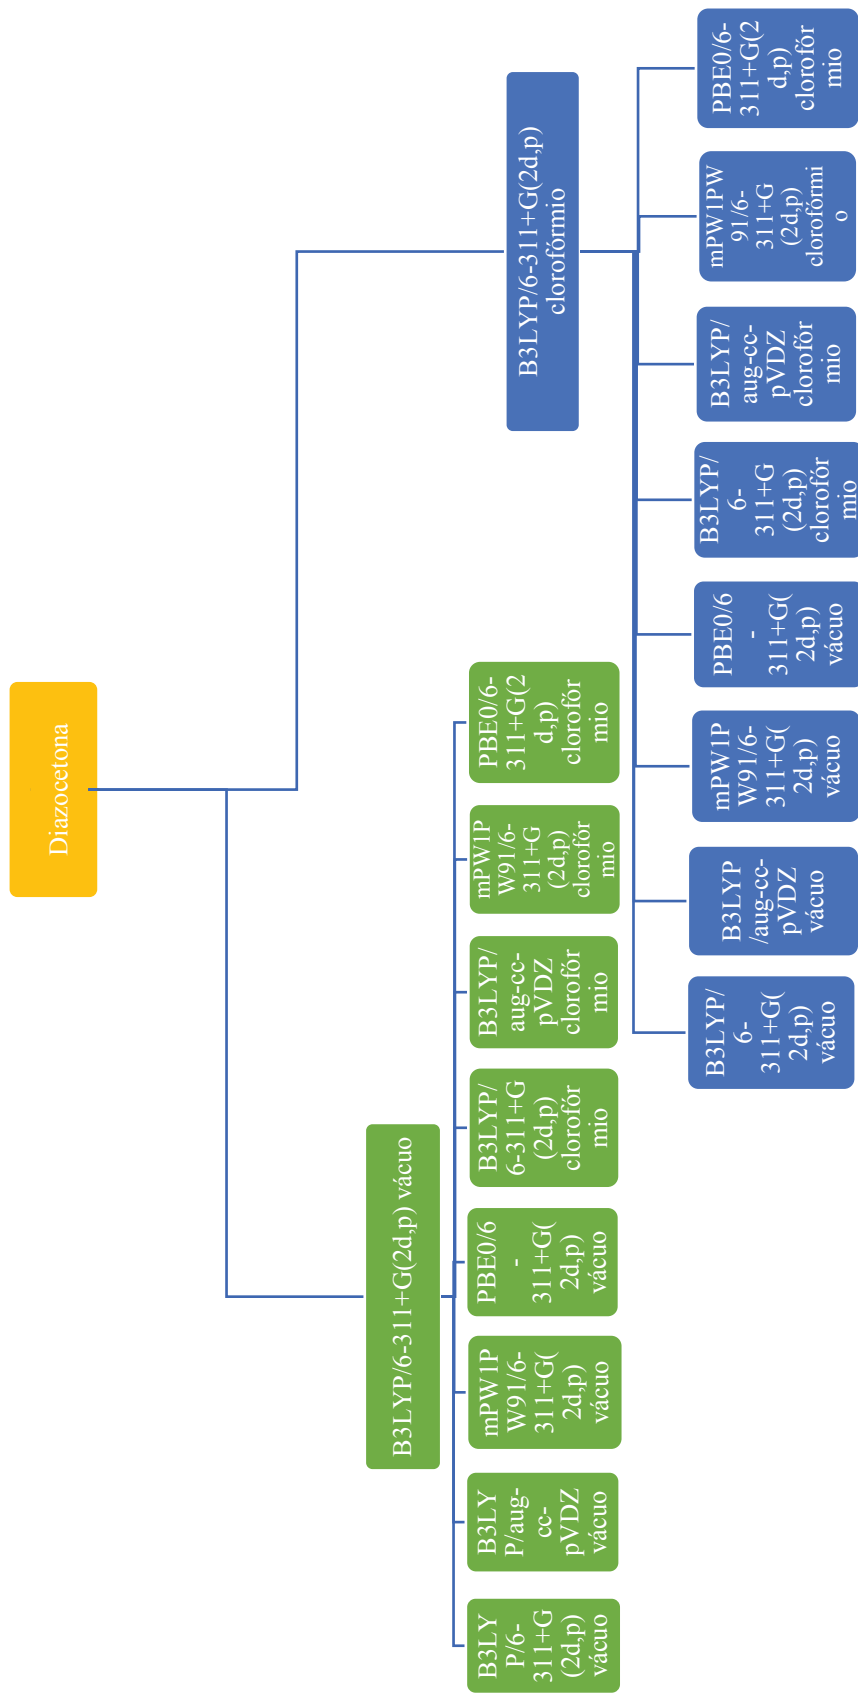 Diazocetona
B3LYP/6-311+G(2d,p) vácuo
B3LYP/6-311+G(2d,p)
clorofórmio
B3LY
P/6-
311+G
(2d,p)
vácuo
B3LY
P/aug-
cc-
pVDZ
vácuo
mPW1P
W91/6-
311+G(
2d,p)
vácuo
PBE0/6
-
311+G(
2d,p)
vácuo
B3LYP/
6-311+G
(2d,p)
clorofór
mio
B3LYP/
aug-cc-
pVDZ
clorofór
mio
mPW1P
W91/6-
311+G
(2d,p)
clorofór
mio
PBE0/6-
311+G(2
d,p)
clorofór
mio
B3LYP/
6-
311+G(
2d,p)
vácuo
B3LYP
/aug-cc-
pVDZ
vácuo
mPW1P
W91/6-
311+G(
2d,p)
vácuo
PBE0/6
-
311+G(
2d,p)
vácuo
B3LYP/
6-
311+G
(2d,p)
clorofór
mio
B3LYP/
aug-cc-
pVDZ
clorofór
mio
mPW1PW
91/6-
311+G
(2d,p)
clorofórmi
o
PBE0/6-
311+G(2
d,p)
clorofór
mio